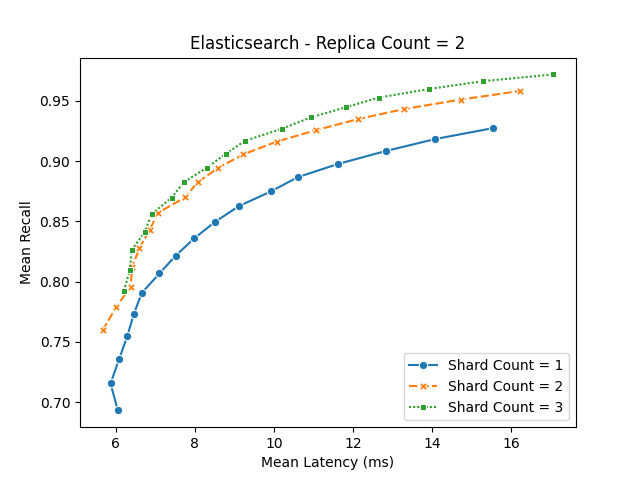 Elasticsearch - Replica Count = 2
Mean Recall
0.95
0.90
0.85
0.80
0.75
0.70
6 8 10 12 14 16
Mean Latency (ms)
Shard Count = 1
Shard Count = 2
Shard Count = 3